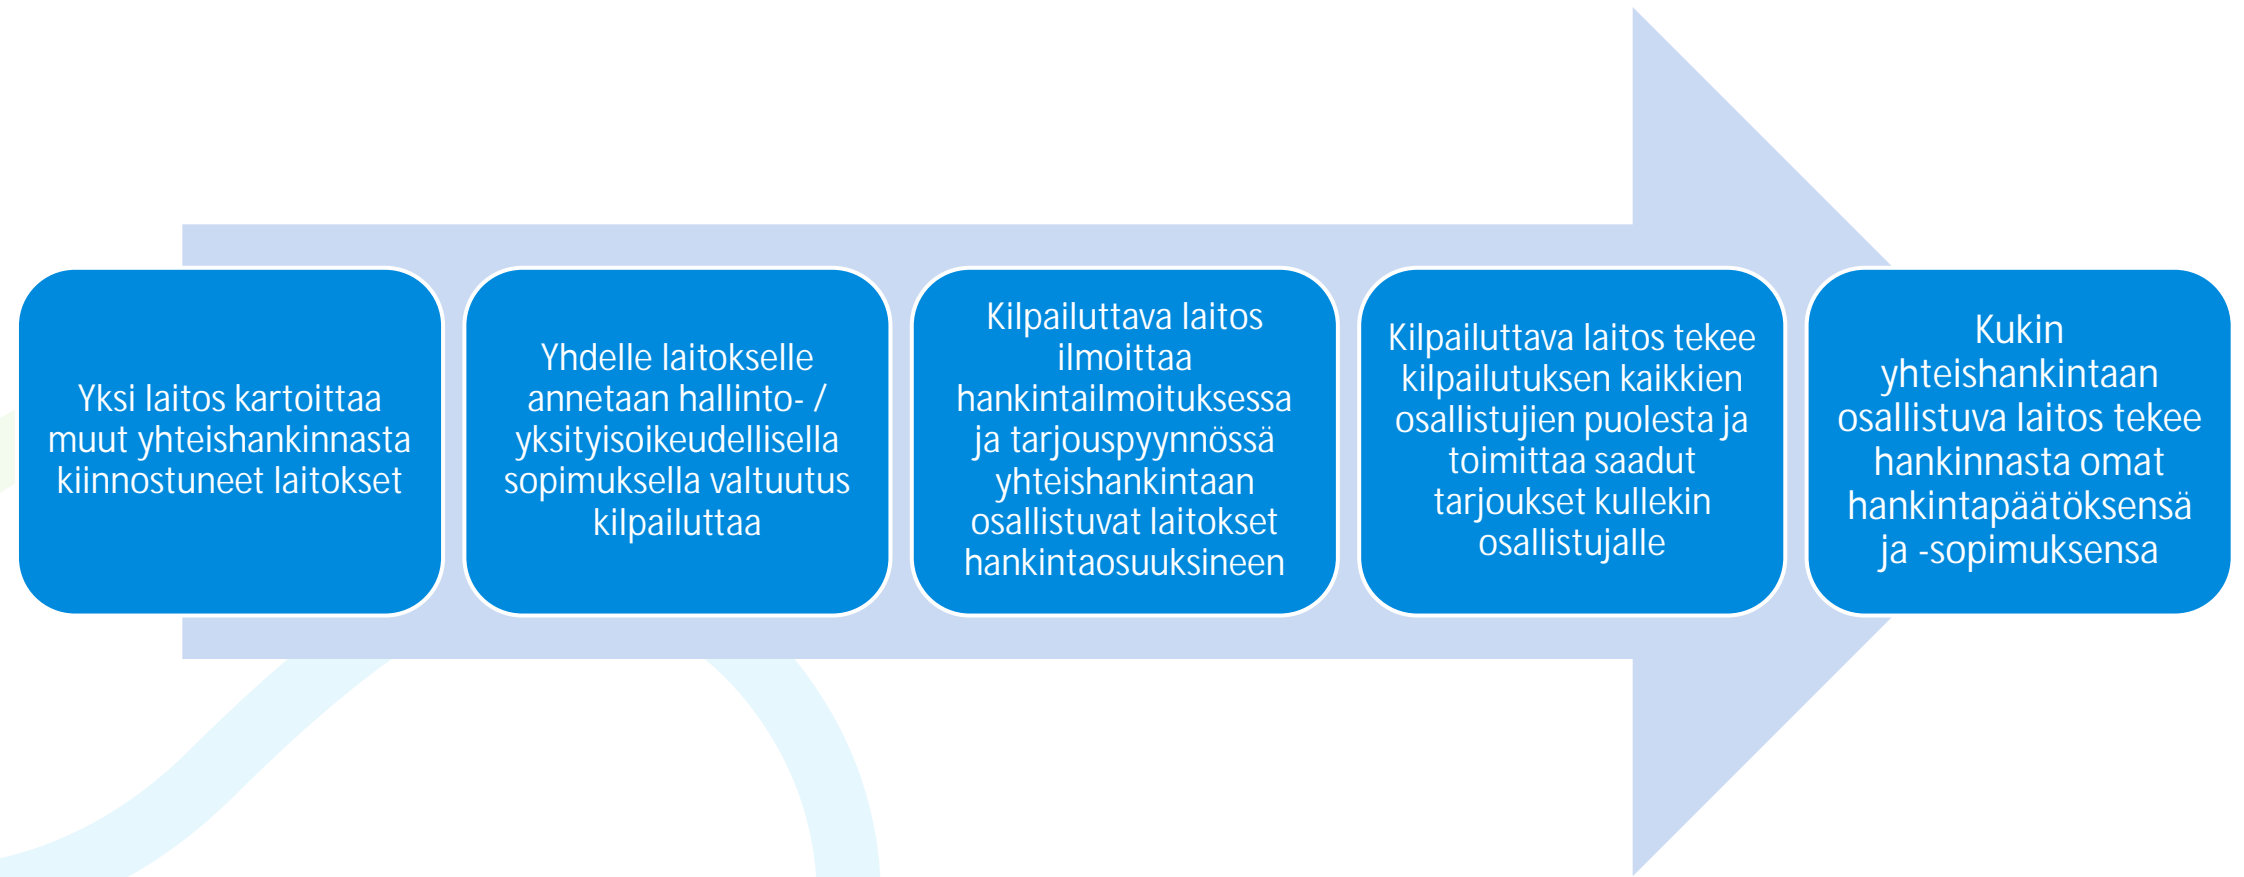 Yksi laitos kartoittaa
muut yhteishankinnasta
kiinnostuneet laitokset
Yhdelle laitokselle
annetaan hallinto- /
yksityisoikeudellisella
sopimuksella valtuutus
kilpailuttaa
Kilpailuttava laitos
ilmoittaa
hankintailmoituksessa
ja tarjouspyynnössä
yhteishankintaan
osallistuvat laitokset
hankintaosuuksineen
Kilpailuttava laitos tekee
kilpailutuksen kaikkien
osallistujien puolesta ja
toimittaa saadut
tarjoukset kullekin
osallistujalle
Kukin
yhteishankintaan
osallistuva laitos tekee
hankinnasta omat
hankintapäätöksensä
ja -sopimuksensa